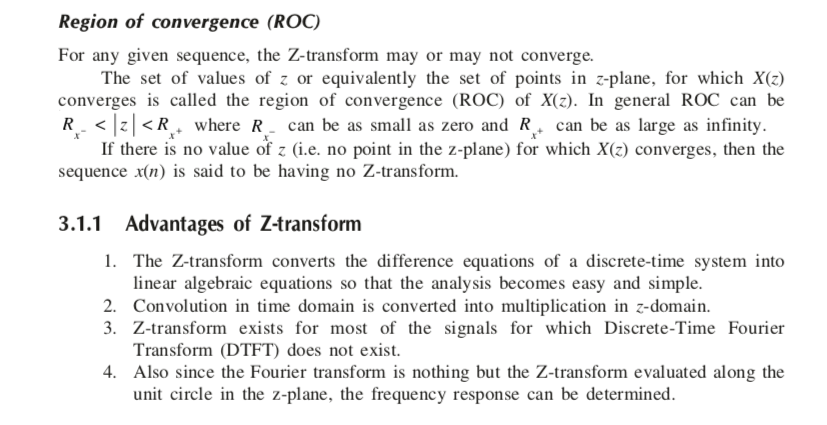 Region of convergence (ROC)
For any given sequence, the Z-transform may or may not converge.
The set of values of z or equivalently the set of points in z-plane, for which X(z)
converges is called the region of convergence (ROC) of X(z). In general ROC can be
Rₓ₋ < |z| < Rₓ₊ where Rₓ₋ can be as small as zero and Rₓ₊ can be as large as infinity.
If there is no value of z (i.e. no point in the z-plane) for which X(z) converges, then the
sequence x(n) is said to be having no Z-transform.
3.1.1 Advantages of Z-transform
1. The Z-transform converts the difference equations of a discrete-time system into
linear algebraic equations so that the analysis becomes easy and simple.
2. Convolution in time domain is converted into multiplication in z-domain.
3. Z-transform exists for most of the signals for which Discrete-Time Fourier
Transform (DTFT) does not exist.
4. Also since the Fourier transform is nothing but the Z-transform evaluated along the
unit circle in the z-plane, the frequency response can be determined.